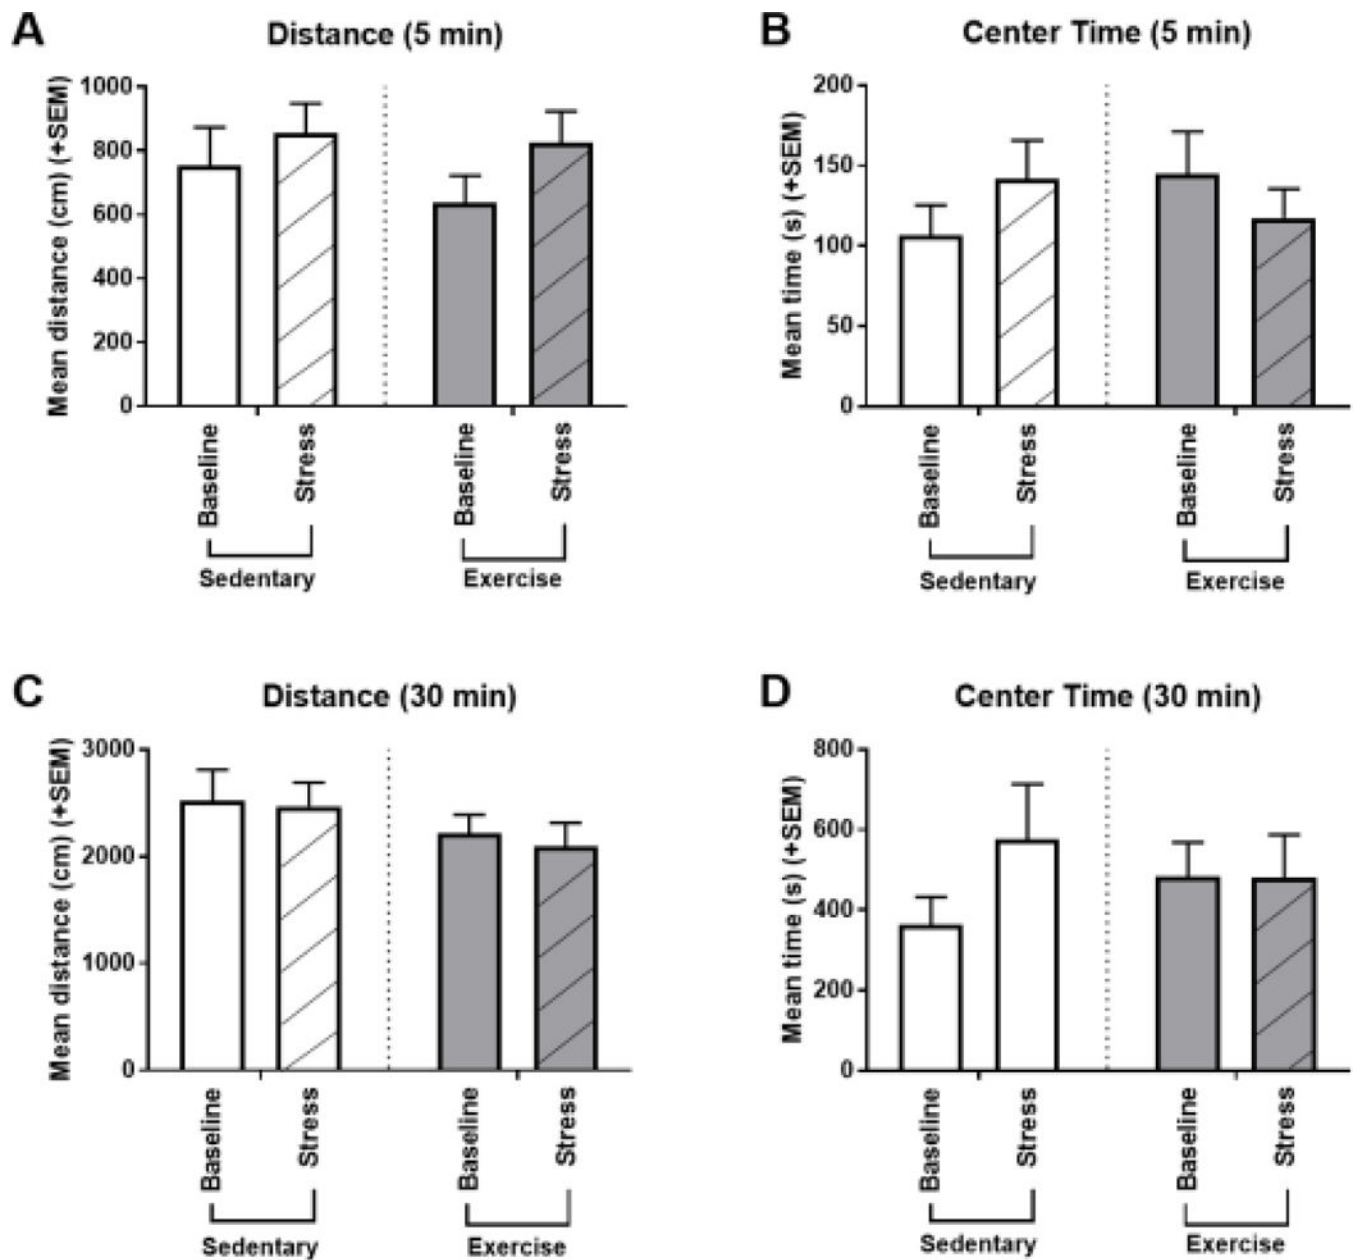 A
Distance (5 min)
Mean distance (cm) (+SEM)
1000
800
600
400
200
0
Baseline
Stress
Baseline
Stress
Sedentary
Exercise
B
Center Time (5 min)
Mean time (s) (+SEM)
200
150
100
50
0
Baseline
Stress
Baseline
Stress
Sedentary
Exercise
C
Distance (30 min)
Mean distance (cm) (+SEM)
3000
2000
1000
0
Baseline
Stress
Baseline
Stress
Sedentary
Exercise
D
Center Time (30 min)
Mean time (s) (+SEM)
800
600
400
200
0
Baseline
Stress
Baseline
Stress
Sedentary
Exercise